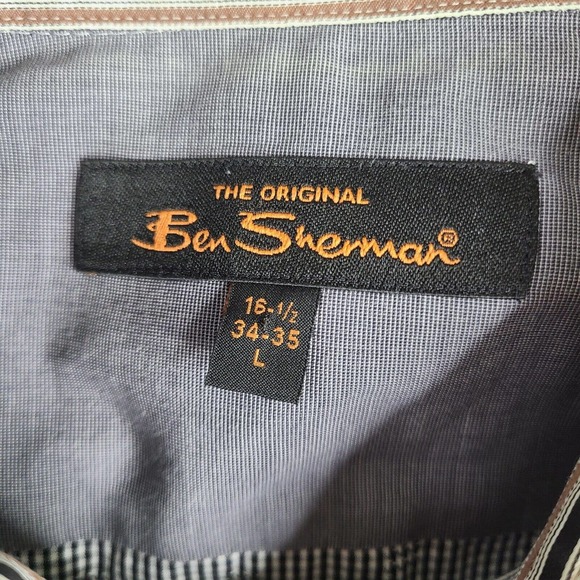 THE ORIGINAL
Ben Sherman®
16-1/2
34-35
L